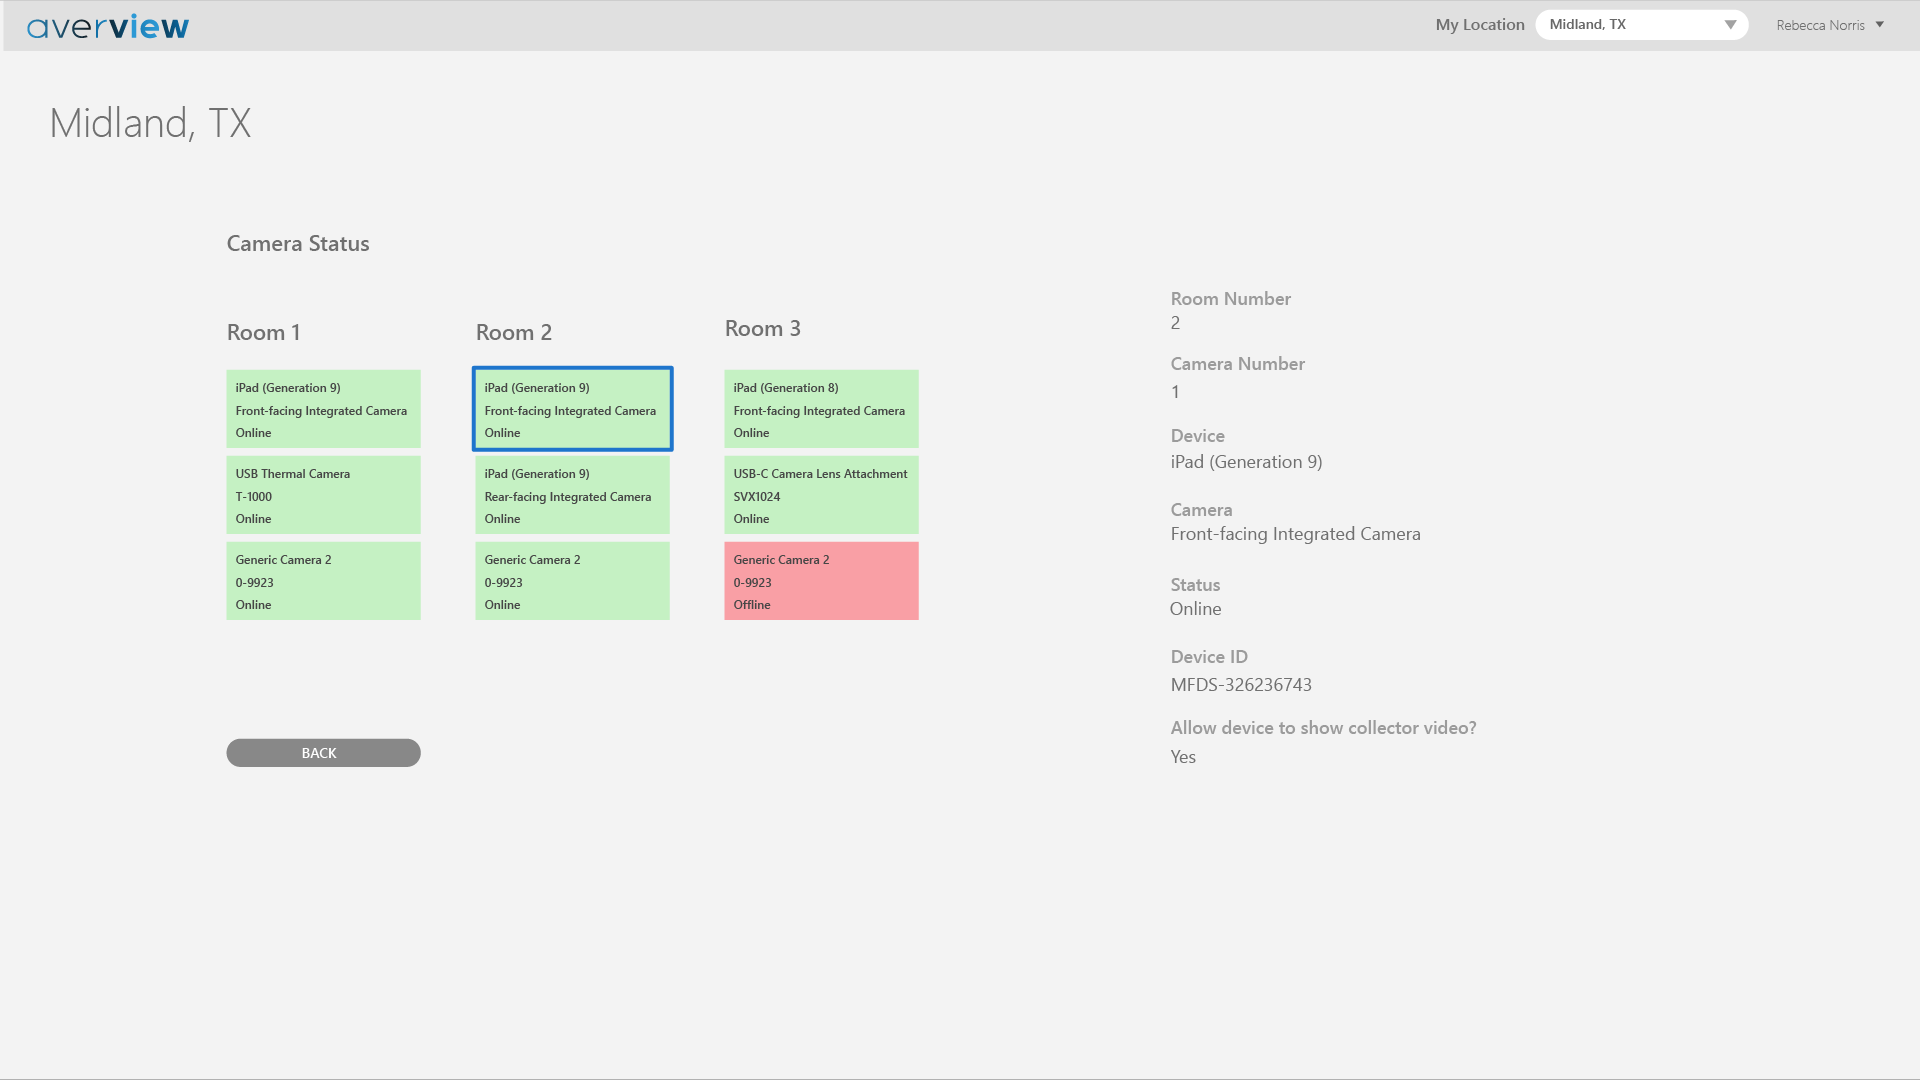 averview
My Location
Midland, TX
Rebecca Norris
Midland, TX
Camera Status
Room 1
iPad (Generation 9)
Front-facing Integrated Camera
Online
USB Thermal Camera
T-1000
Online
Generic Camera 2
0-9923
Online
Room 2
iPad (Generation 9)
Front-facing Integrated Camera
Online
iPad (Generation 9)
Rear-facing Integrated Camera
Online
Generic Camera 2
0-9923
Online
Room 3
iPad (Generation 8)
Front-facing Integrated Camera
Online
USB-C Camera Lens Attachment
SVX1024
Online
Generic Camera 2
0-9923
Offline
BACK
Room Number
2
Camera Number
1
Device
iPad (Generation 9)
Camera
Front-facing Integrated Camera
Status
Online
Device ID
MFDS-326236743
Allow device to show collector video?
Yes